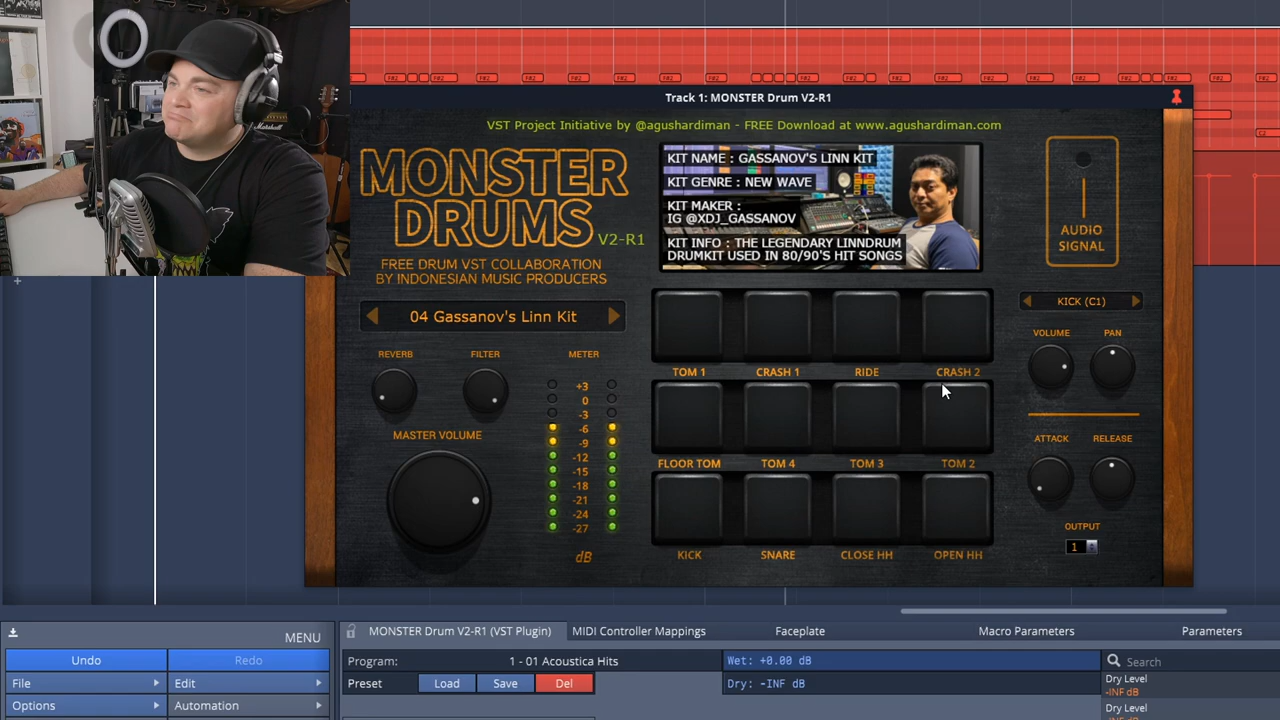 Track 1: MONSTER Drum V2-R1
VST Project Initiative by @agushardiman - FREE Download at www.agushardiman.com
MONSTER
DRUMS
V2-R1
FREE DRUM VST COLLABORATION
BY INDONESIAN MUSIC PRODUCERS
KIT NAME : GASSANOV'S LINN KIT
KIT GENRE : NEW WAVE
KIT MAKER :
IG @XDJ_GASSANOV
KIT INFO : THE LEGENDARY LINNDRUM
DRUMKIT USED IN 80/90'S HIT SONGS
AUDIO
SIGNAL
04 Gassanov's Linn Kit
KICK (C1)
REVERB
FILTER
METER
VOLUME
PAN
TOM 1
CRASH 1
RIDE
CRASH 2
+3
0
-3
-6
-9
-12
-15
-18
-21
-24
-27
dB
MASTER VOLUME
ATTACK
RELEASE
FLOOR TOM
TOM 4
TOM 3
TOM 2
OUTPUT
1
KICK
SNARE
CLOSE HH
OPEN HH
MENU
MONSTER Drum V2-R1 (VST Plugin)
MIDI Controller Mappings
Faceplate
Macro Parameters
Parameters
Undo
Redo
Program:
1 - 01 Acoustica Hits
Wet: +0.00 dB
Search
File
Edit
Preset
Load
Save
Del
Dry: -INF dB
Dry Level
-INF dB
Options
Automation
Dry Level